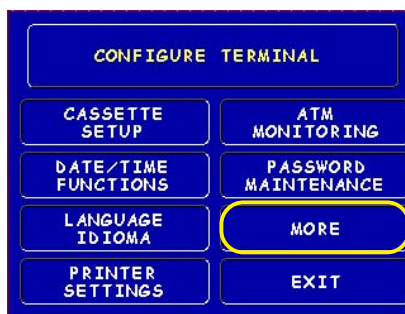 CONFIGURE TERMINAL
CASSETTE
SETUP
ATM
MONITORING
DATE/TIME
FUNCTIONS
PASSWORD
MAINTENANCE
LANGUAGE
IDIOMA
MORE
PRINTER
SETTINGS
EXIT